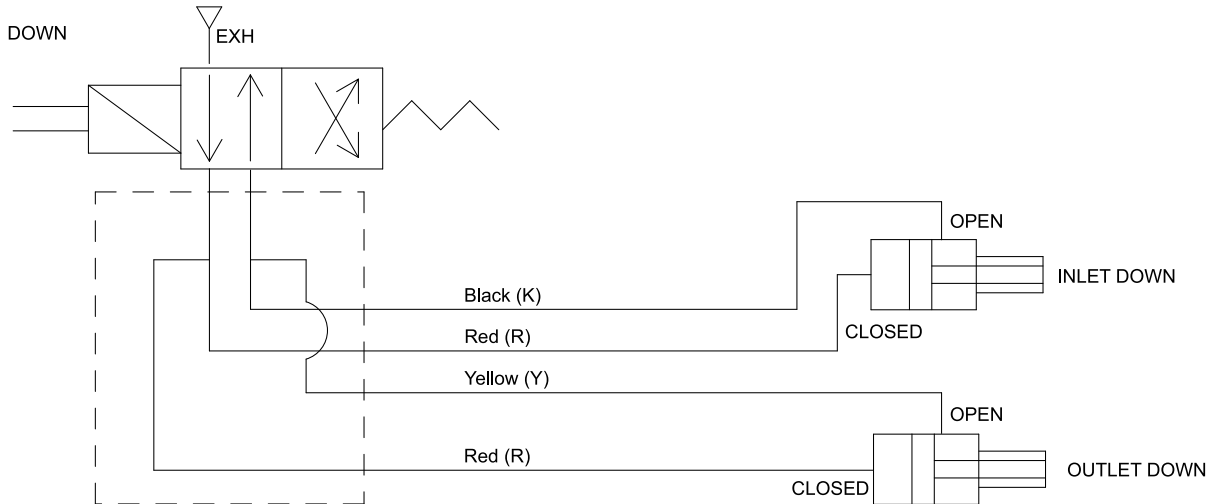 DOWN
EXH
OPEN
INLET DOWN
Black (K)
CLOSED
Red (R)
Yellow (Y)
OPEN
Red (R)
OUTLET DOWN
CLOSED